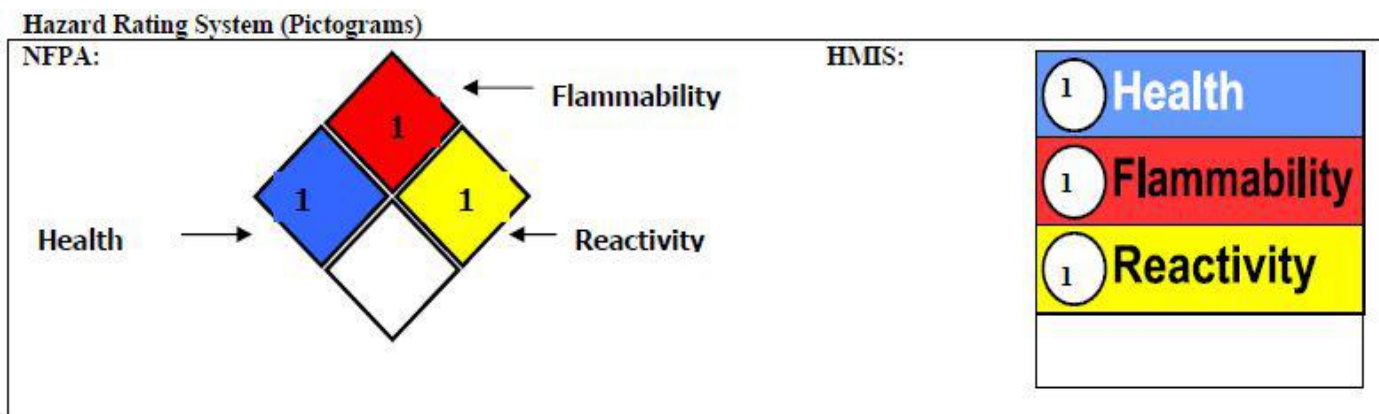 Hazard Rating System (Pictograms)
NFPA:
Flammability
1
1
1
Health
Reactivity
HMIS:
1 Health
1 Flammability
1 Reactivity